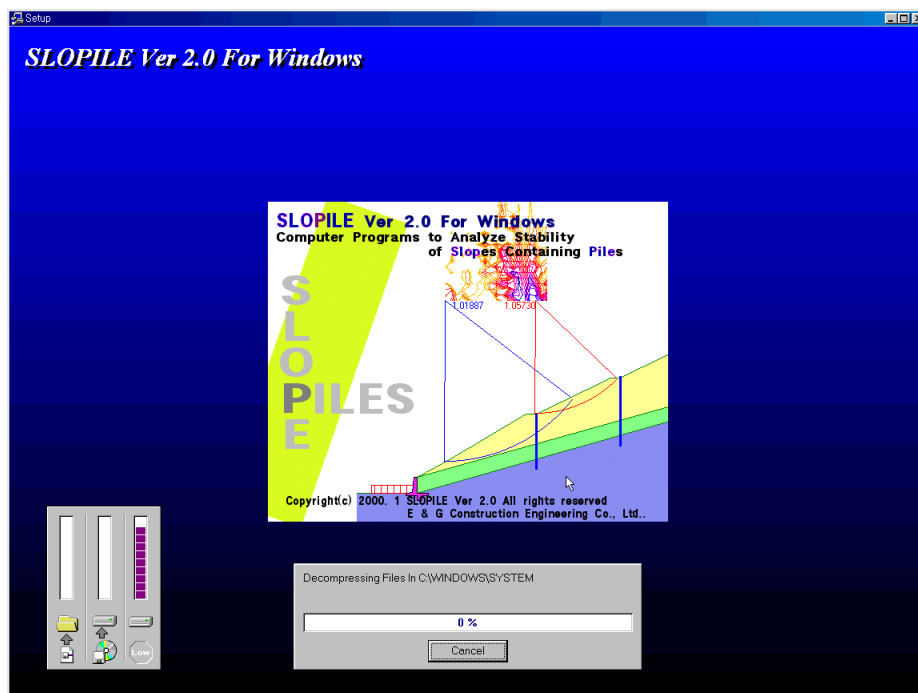 Setup
SLOPILE Ver 2.0 For Windows
SLOPILE Ver 2.0 For Windows
Computer Programs to Analyze Stability
of Slopes Containing Piles
1.01887 1.05730
S
L
O
PILES
E
Copyright(c) 2000. 1 SLOPILE Ver 2.0 All rights reserved
E & G Construction Engineering Co., Ltd..
Decompressing Files In C:\WINDOWS\SYSTEM
0 %
Cancel
Low